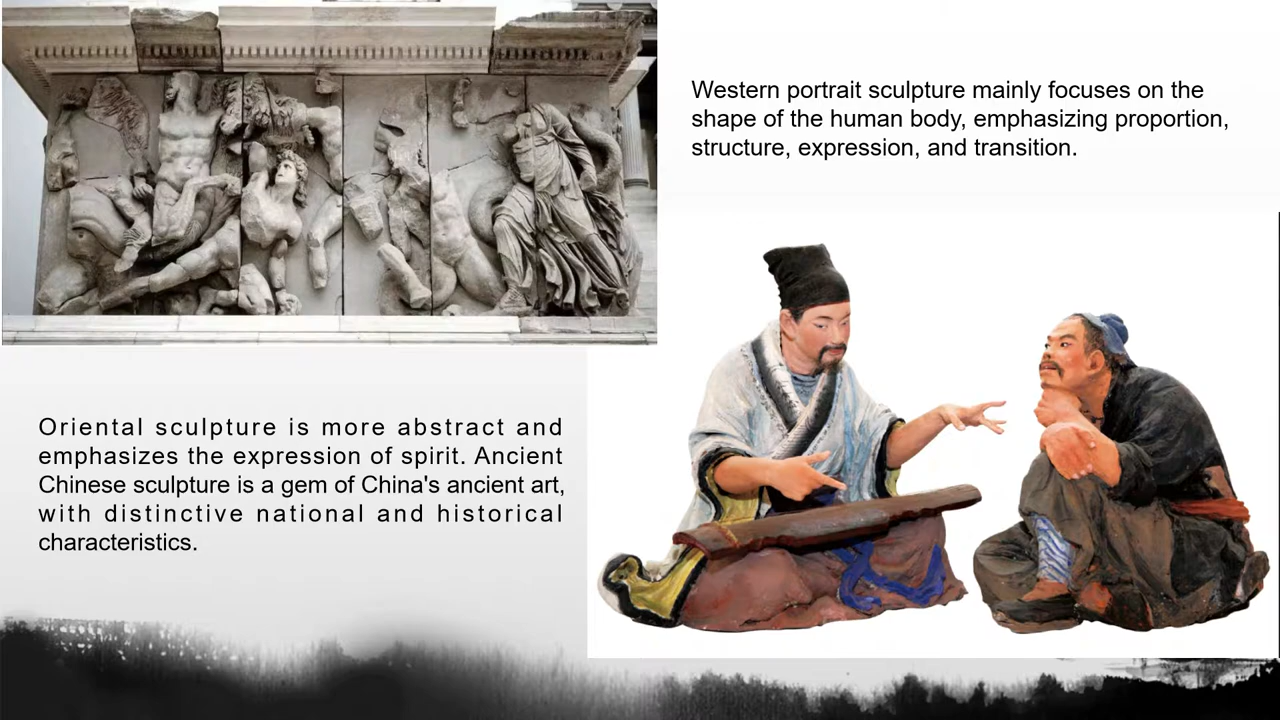 Western portrait sculpture mainly focuses on the
shape of the human body, emphasizing proportion,
structure, expression, and transition.
Oriental sculpture is more abstract and
emphasizes the expression of spirit. Ancient
Chinese sculpture is a gem of China's ancient art,
with distinctive national and historical
characteristics.